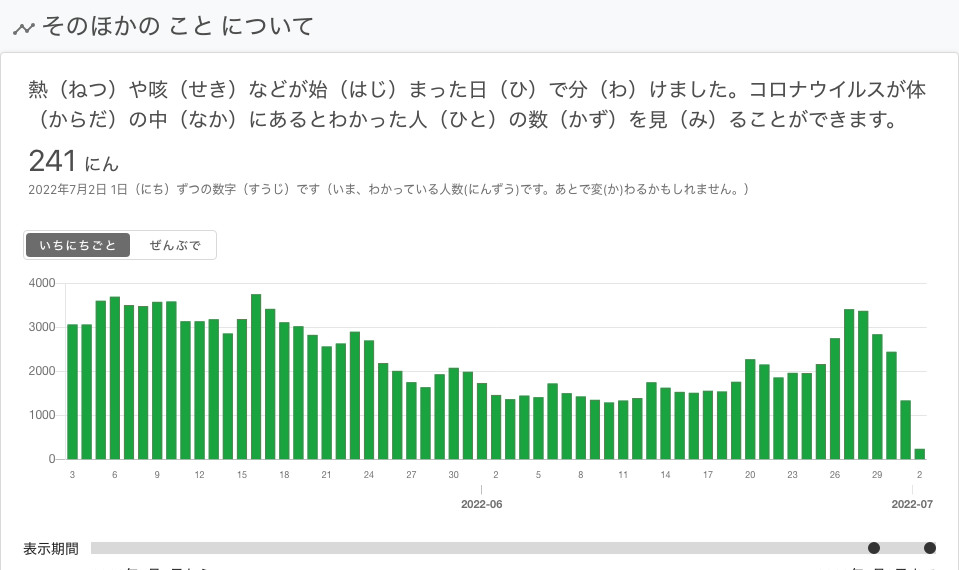 そのほかの こと について
熱（ねつ）や咳（せき）などが始（はじ）まった日（ひ）で分（わ）けました。コロナウイルスが体
（からだ）の中（なか）にあるとわかった人（ひと）の数（かず）を見（み）ることができます。
241 にん
2022年7月2日 1日（にち）ずつの数字（すうじ）です（いま、わかっている人数(にんずう)です。あとで変(か)わるかもしれません。）
いちにちごと ぜんぶで
4000
3000
2000
1000
0
3 6 9 12 15 18 21 24 27 30 2 5 8 11 14 17 20 23 26 29 2
2022-06 2022-07
表示期間